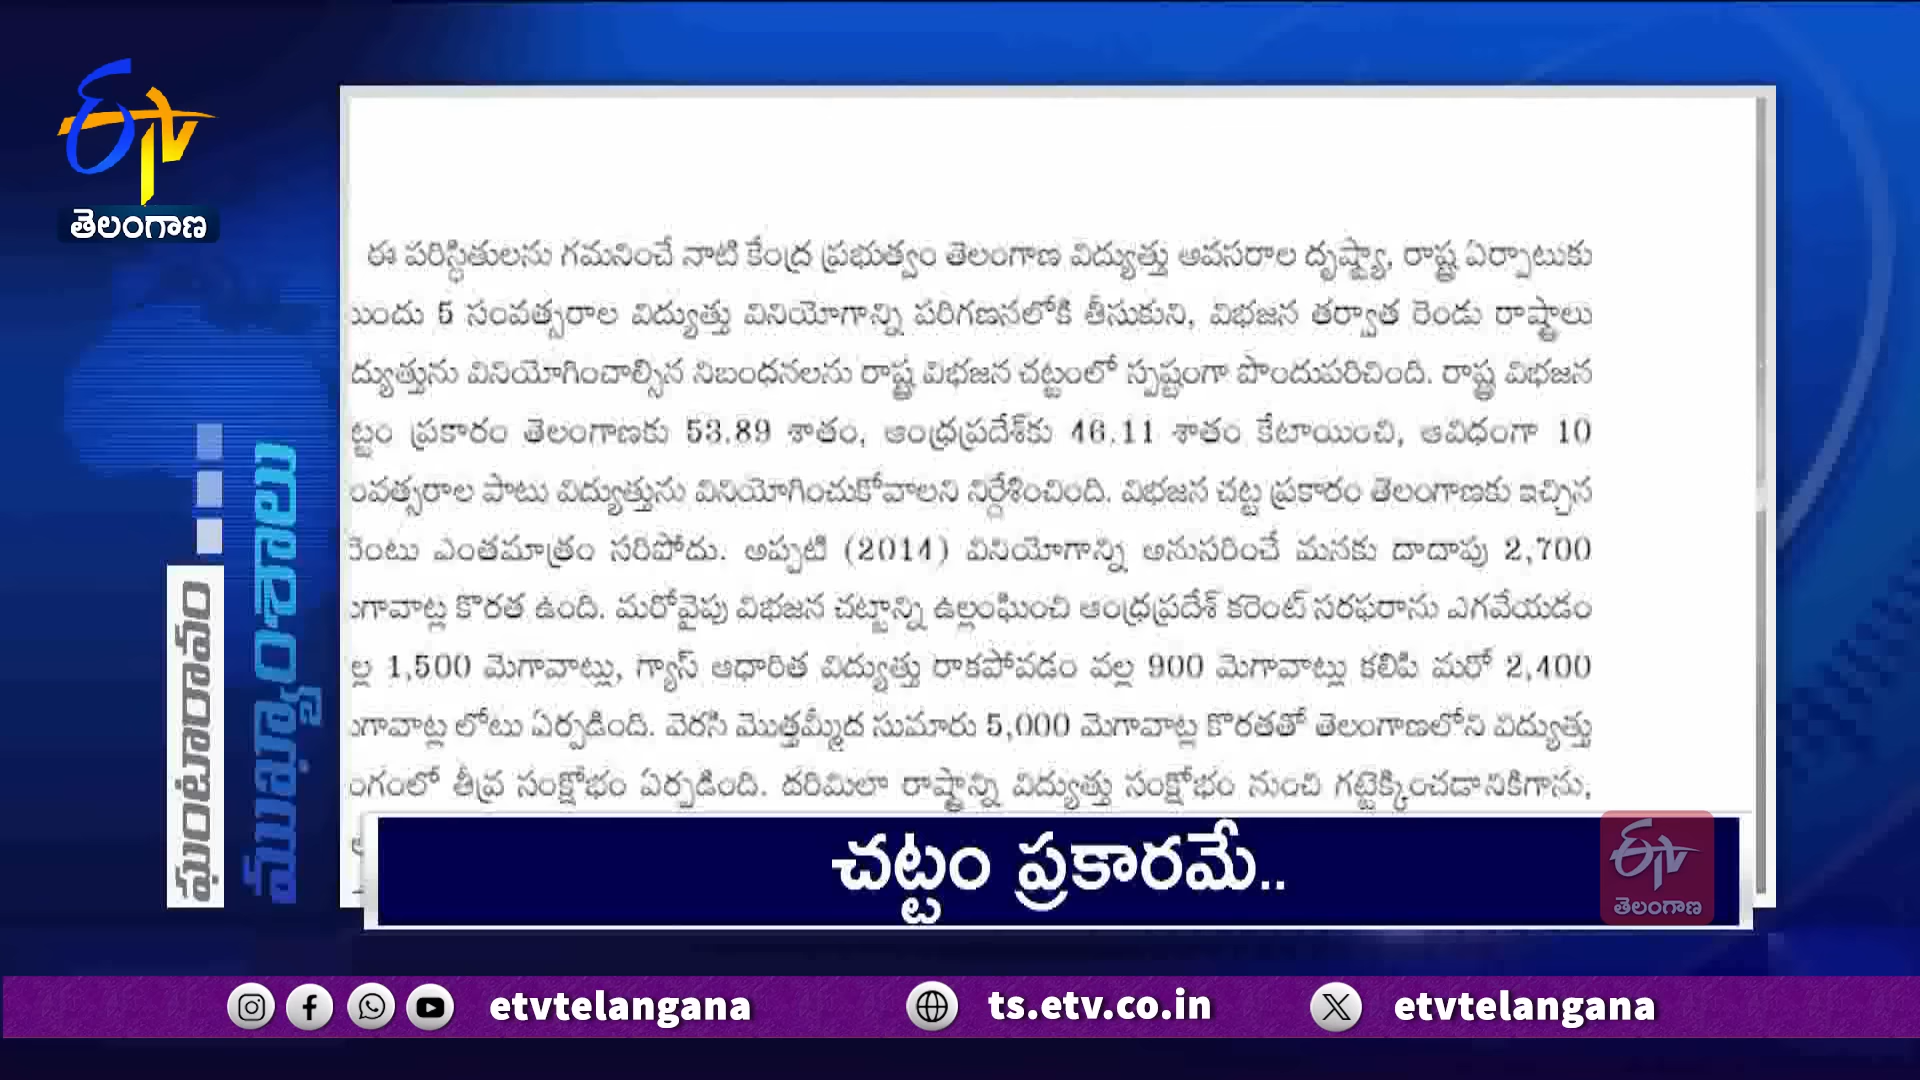 ETV
తెలంగాణ
ఈ పరిస్థితులను గమనించే నాటి కేంద్ర ప్రభుత్వం తెలంగాణ విద్యుత్తు అవసరాల దృష్ట్యా, రాష్ట్ర ఏర్పాటుకు
ముందు 5 సంవత్సరాల విద్యుత్తు వినియోగాన్ని పరిగణనలోకి తీసుకుని, విభజన తర్వాత రెండు రాష్ట్రాలు
ద్యుత్తును వినియోగించాల్సిన నిబంధనలను రాష్ట్ర విభజన చట్టంలో స్పష్టంగా పొందుపరిచింది. రాష్ట్ర విభజన
ట్టం ప్రకారం తెలంగాణకు 53.89 శాతం, ఆంధ్రప్రదేశ్‌కు 46.11 శాతం కేటాయించి, ఆవిధంగా 10
ంవత్సరాల పాటు విద్యుత్తును వినియోగించుకోవాలని నిర్దేశించింది. విభజన చట్ట ప్రకారం తెలంగాణకు ఇచ్చిన
రెంటు ఎంతమాత్రం సరిపోదు. అప్పటి (2014) వినియోగాన్ని అనుసరించే మనకు దాదాపు 2,700
మెగావాట్ల కొరత ఉంది. మరోవైపు విభజన చట్టాన్ని ఉల్లంఘించి ఆంధ్రప్రదేశ్ కరెంట్ సరఫరాను ఎగవేయడం
ల్ల 1,500 మెగావాట్లు, గ్యాస్ ఆధారిత విద్యుత్తు రాకపోవడం వల్ల 900 మెగావాట్లు కలిపి మరో 2,400
మెగావాట్ల లోటు ఏర్పడింది. వెరసి మొత్తమ్మీద సుమారు 5,000 మెగావాట్ల కొరతతో తెలంగాణలోని విద్యుత్తు
ంగంలో తీవ్ర సంక్షోభం ఏర్పడింది. దరిమిలా రాష్ట్రాన్ని విద్యుత్తు సంక్షోభం నుంచి గట్టెక్కించడానికిగాను,
ఘంటారావం
ముఖ్యాంశాలు
చట్టం ప్రకారమే..
ETV
తెలంగాణ
etvtelangana
ts.etv.co.in
etvtelangana